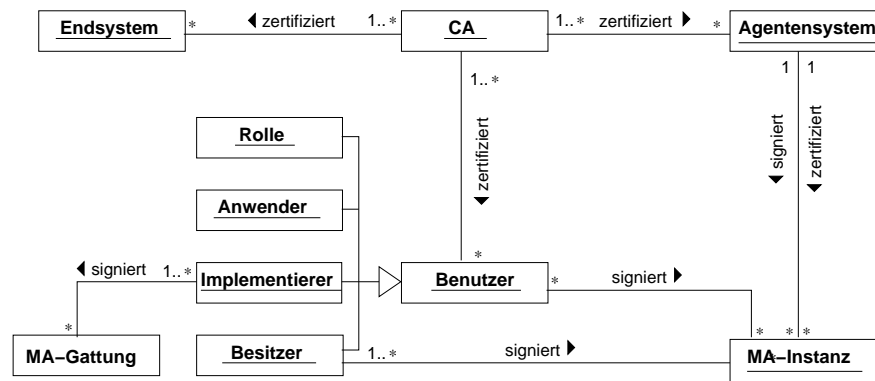 Endsystem
*
zertifiziert
1..*
CA
1..*
zertifiziert
*
Agentensystem
1..*
1
1
zertifiziert
signiert
zertifiziert
Rolle
Anwender
signiert
1..*
Implementierer
*
Benutzer
*
signiert
*
MA–Gattung
Besitzer
1..*
signiert
*
*
*
MA–Instanz